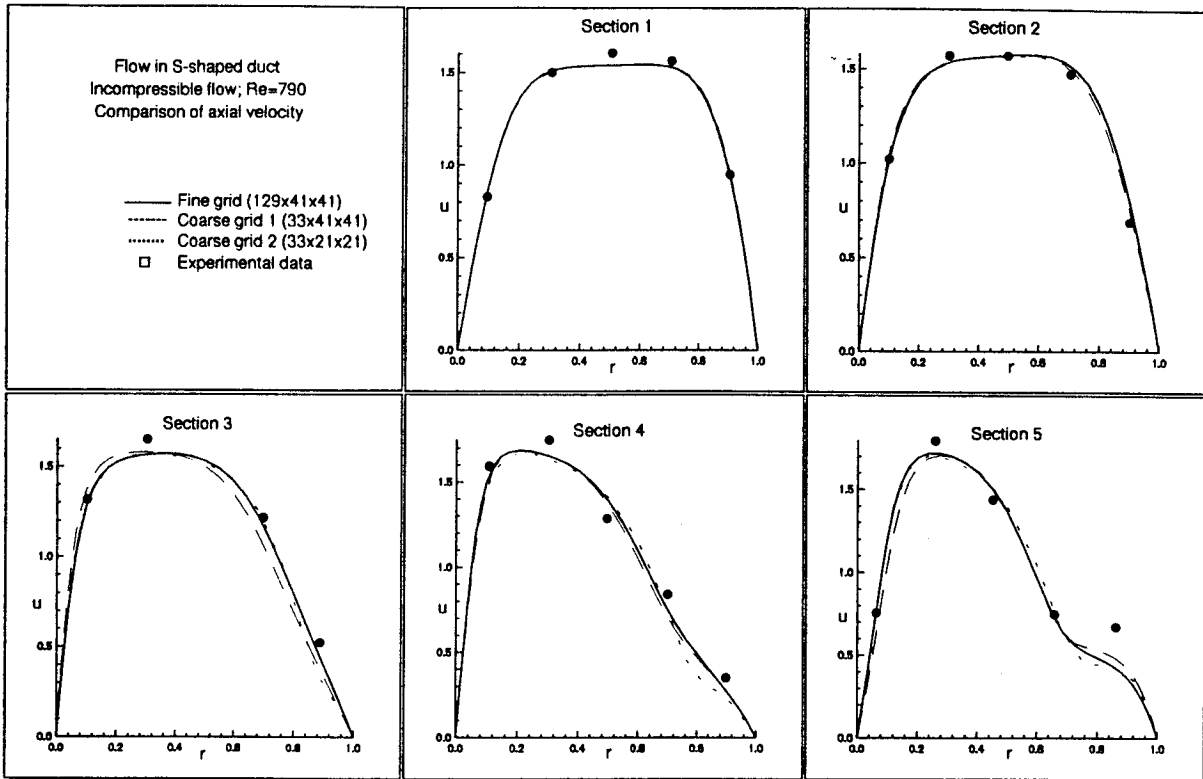 Flow in S-shaped duct
Incompressible flow; Re=790
Comparison of axial velocity
Fine grid (129x41x41)
Coarse grid 1 (33x41x41)
Coarse grid 2 (33x21x21)
Experimental data
Section 1
1.5
1.0
u
0.5
0.0
0.0 0.2 0.4 0.6 0.8 1.0
r
Section 2
1.5
1.0
u
0.5
0.0
0.0 0.2 0.4 0.6 0.8 1.0
r
Section 3
1.5
1.0
u
0.5
0.0
0.0 0.2 0.4 0.6 0.8 1.0
r
Section 4
1.5
1.0
u
0.5
0.0
0.0 0.2 0.4 0.6 0.8 1.0
r
Section 5
1.5
1.0
u
0.5
0.0
0.0 0.2 0.4 0.6 0.8 1.0
r